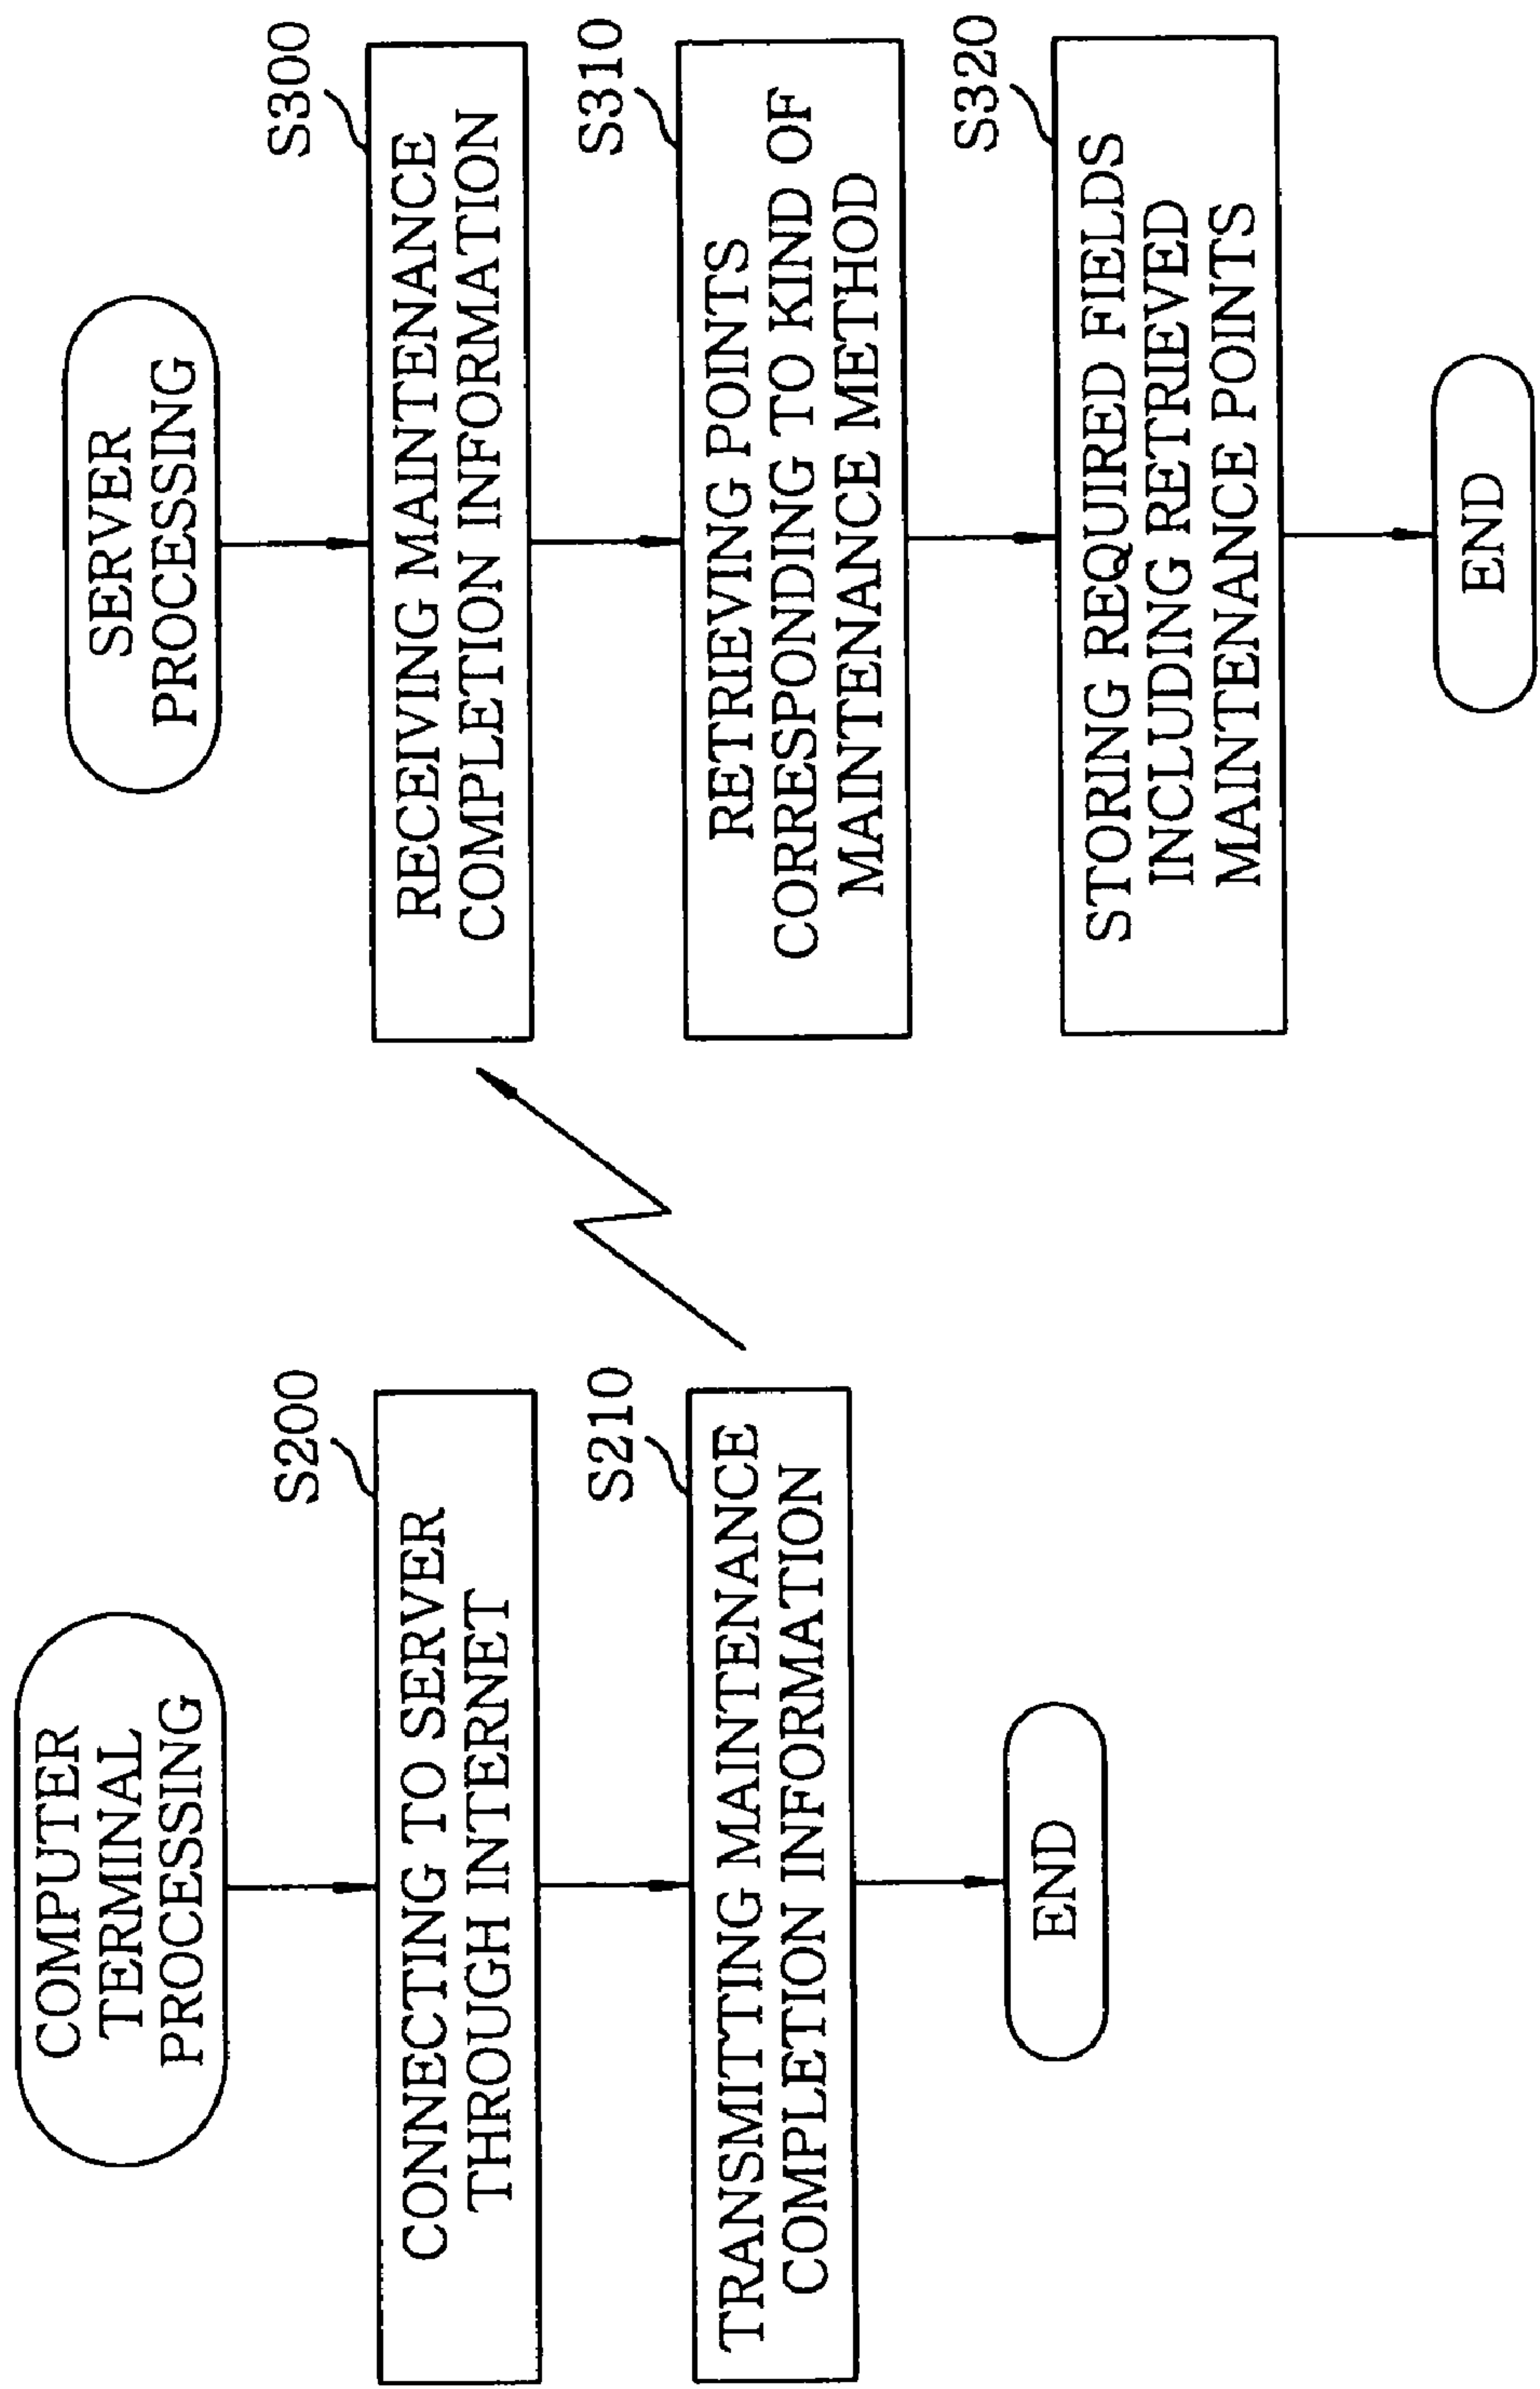 COMPUTER
TERMINAL
PROCESSING
S200
CONNECTING TO SERVER
THROUGH INTERNET
S210
TRANSMITTING MAINTENANCE
COMPLETION INFORMATION
END
SERVER
PROCESSING
S300
RECEIVING MAINTENANCE
COMPLETION INFORMATION
S310
RETRIEVING POINTS
CORRESPONDING TO KIND OF
MAINTENANCE METHOD
S320
STORING REQUIRED FIELDS
INCLUDING RETRIEVED
MAINTENANCE POINTS
END